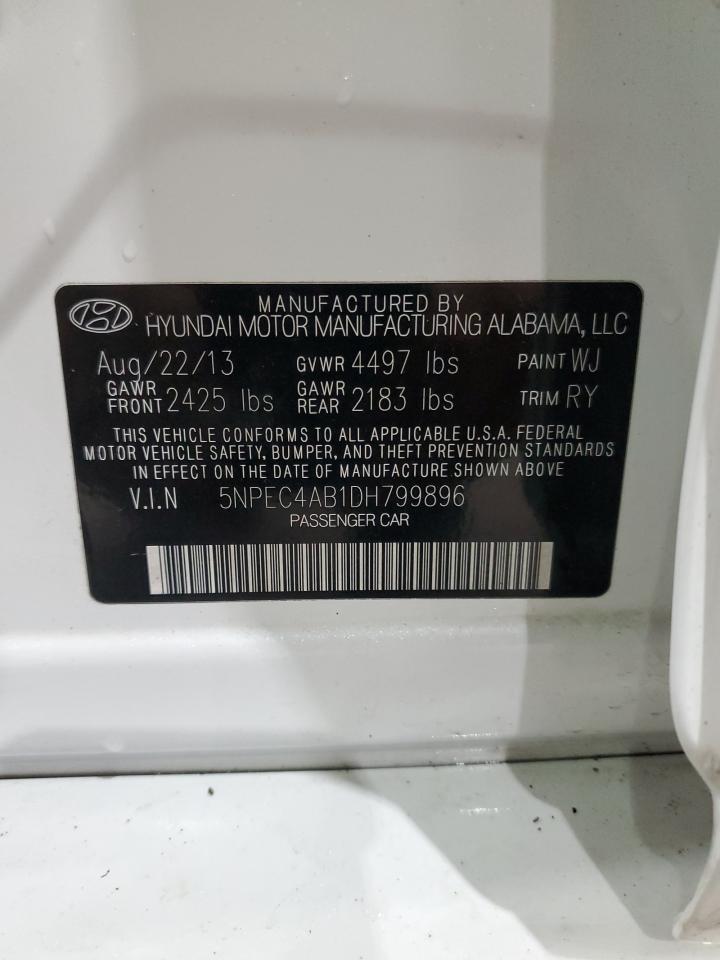 MANUFACTURED BY
HYUNDAI MOTOR MANUFACTURING ALABAMA, LLC
Aug/22/13 GVWR 4497 lbs PAINT WJ
GAWR FRONT 2425 lbs GAWR REAR 2183 lbs TRIM RY
THIS VEHICLE CONFORMS TO ALL APPLICABLE U.S.A. FEDERAL
MOTOR VEHICLE SAFETY, BUMPER, AND THEFT PREVENTION STANDARDS
IN EFFECT ON THE DATE OF MANUFACTURE SHOWN ABOVE
V.I.N 5NPEC4AB1DH799896
PASSENGER CAR